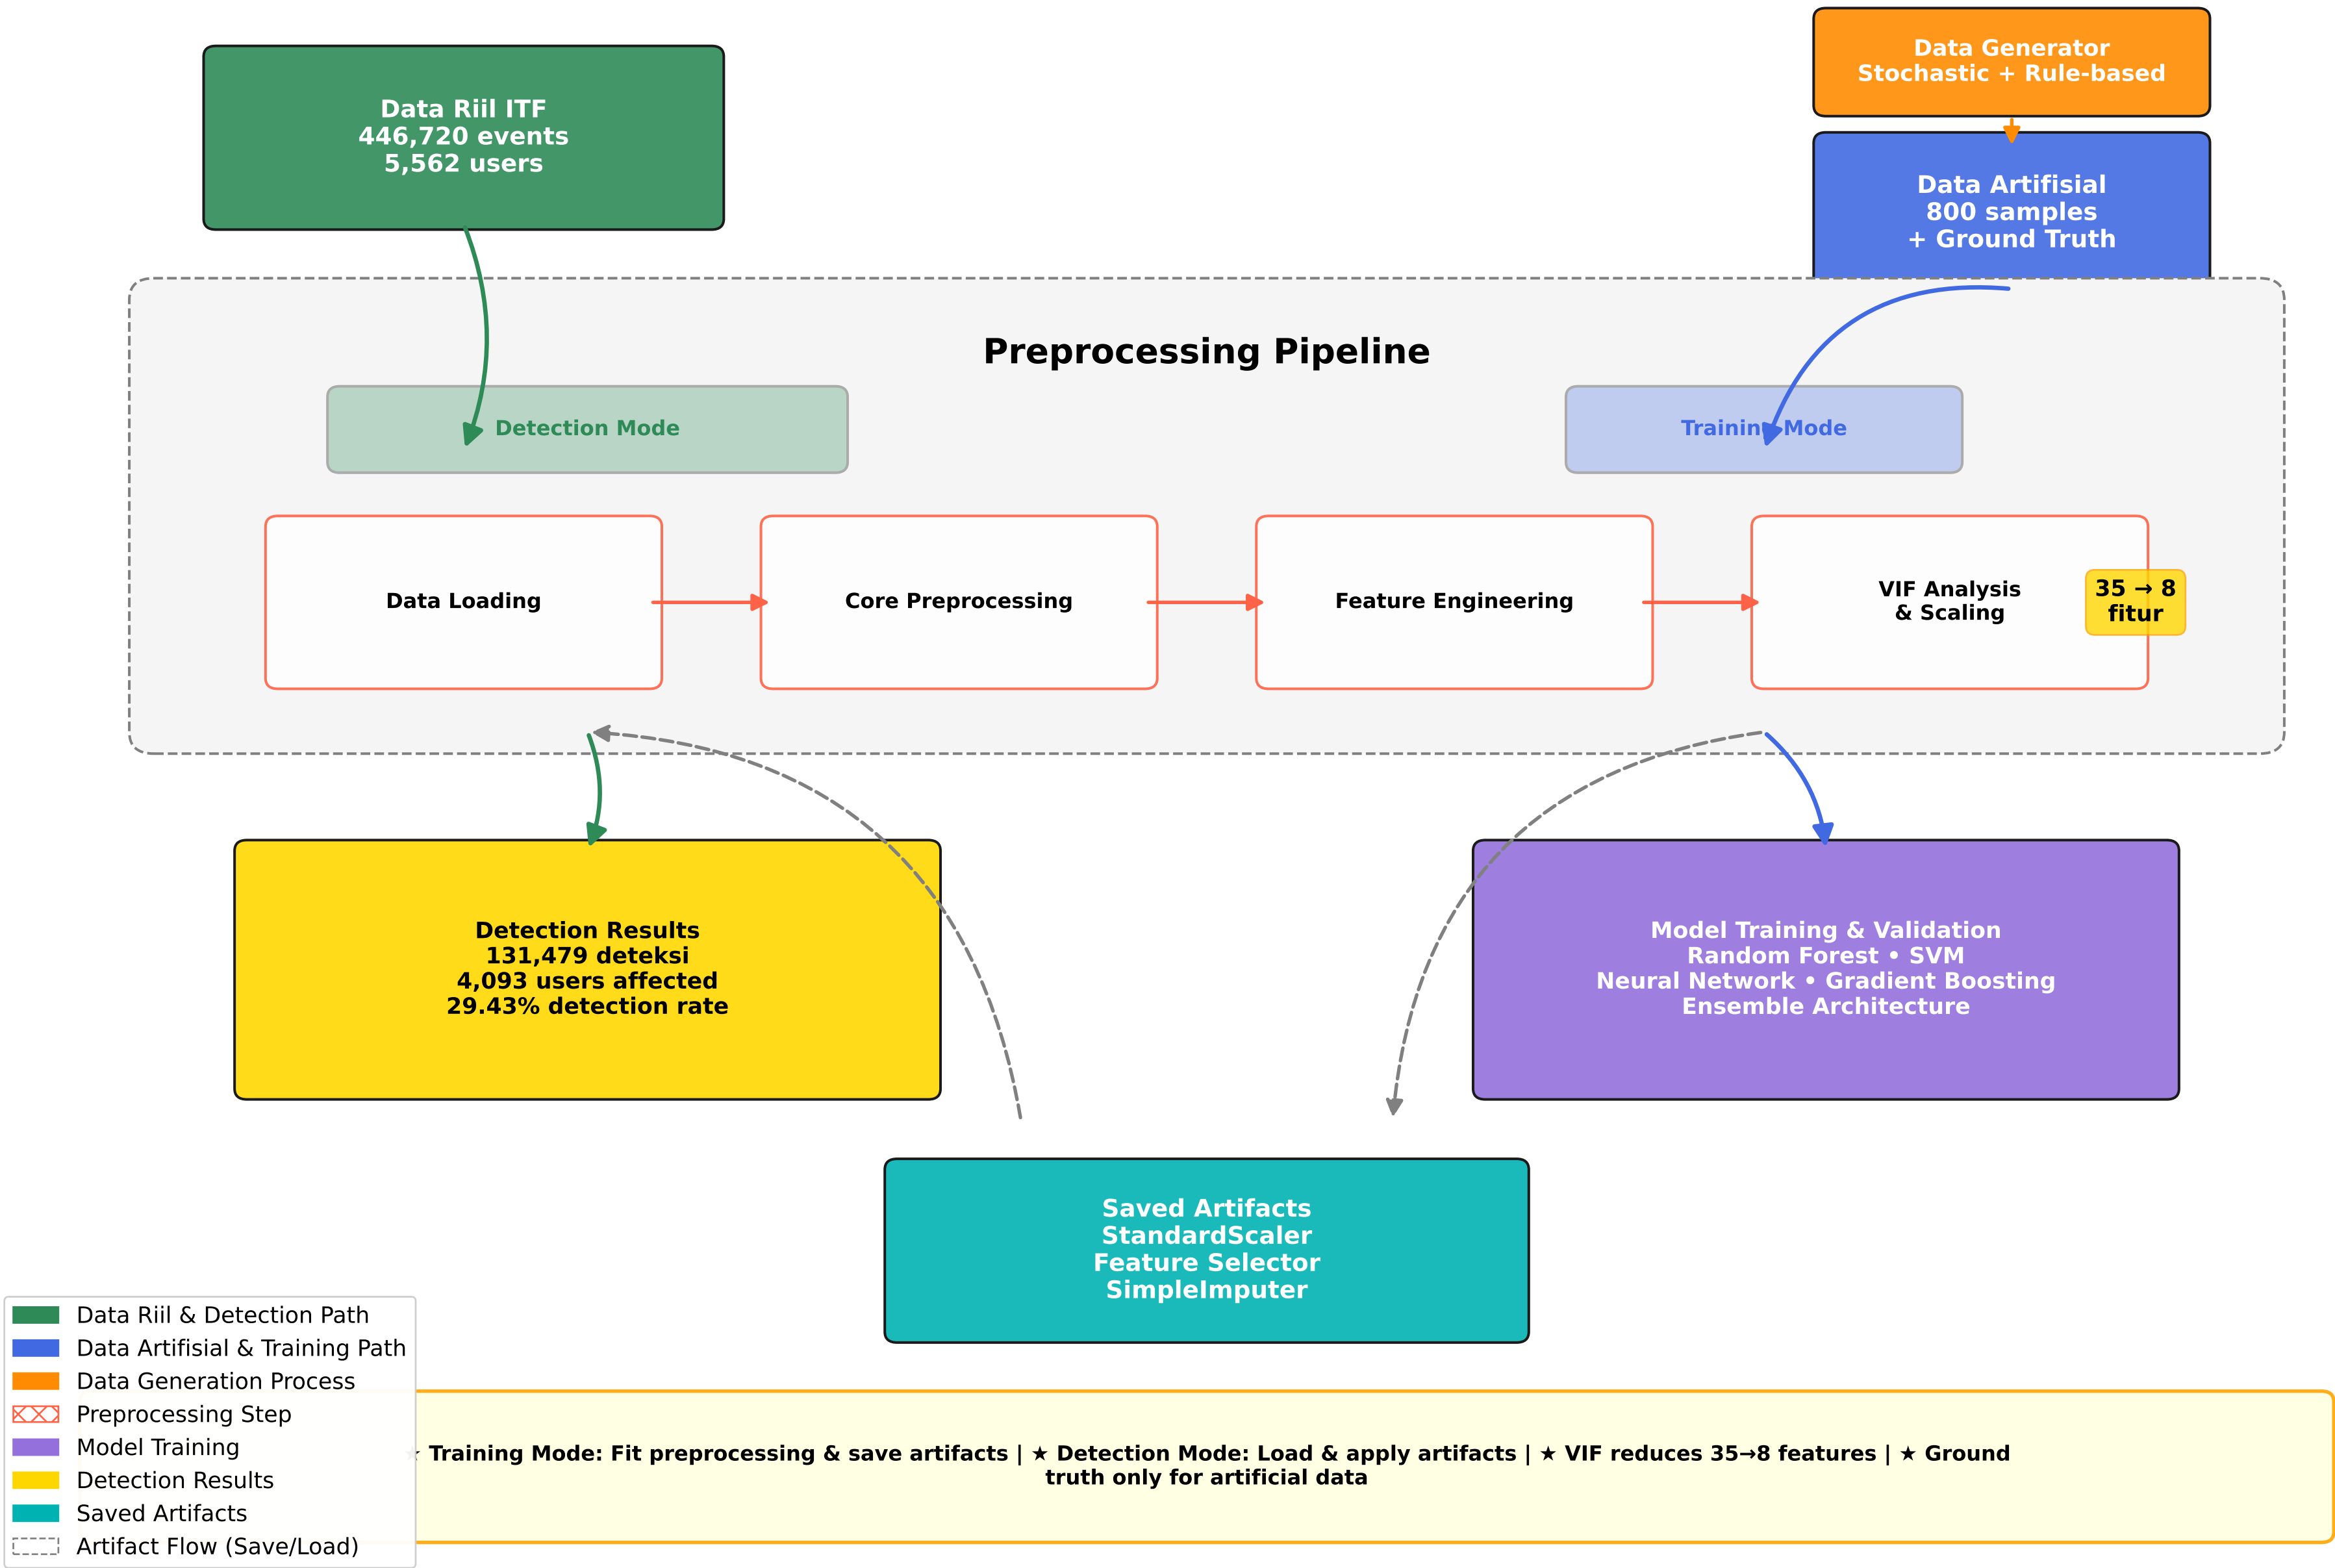 Data Generator
Stochastic + Rule-based
Data Riil ITF
446,720 events
5,562 users
Data Artifisial
800 samples
+ Ground Truth
Preprocessing Pipeline
Detection Mode
Training Mode
Data Loading
Core Preprocessing
Feature Engineering
VIF Analysis
& Scaling
35 → 8
fitur
Detection Results
131,479 deteksi
4,093 users affected
29.43% detection rate
Model Training & Validation
Random Forest • SVM
Neural Network • Gradient Boosting
Ensemble Architecture
Saved Artifacts
StandardScaler
Feature Selector
SimpleImputer
Data Riil & Detection Path
Data Artifisial & Training Path
Data Generation Process
Preprocessing Step
Model Training
Detection Results
Saved Artifacts
Artifact Flow (Save/Load)
★ Training Mode: Fit preprocessing & save artifacts | ★ Detection Mode: Load & apply artifacts | ★ VIF reduces 35→8 features | ★ Ground
truth only for artificial data